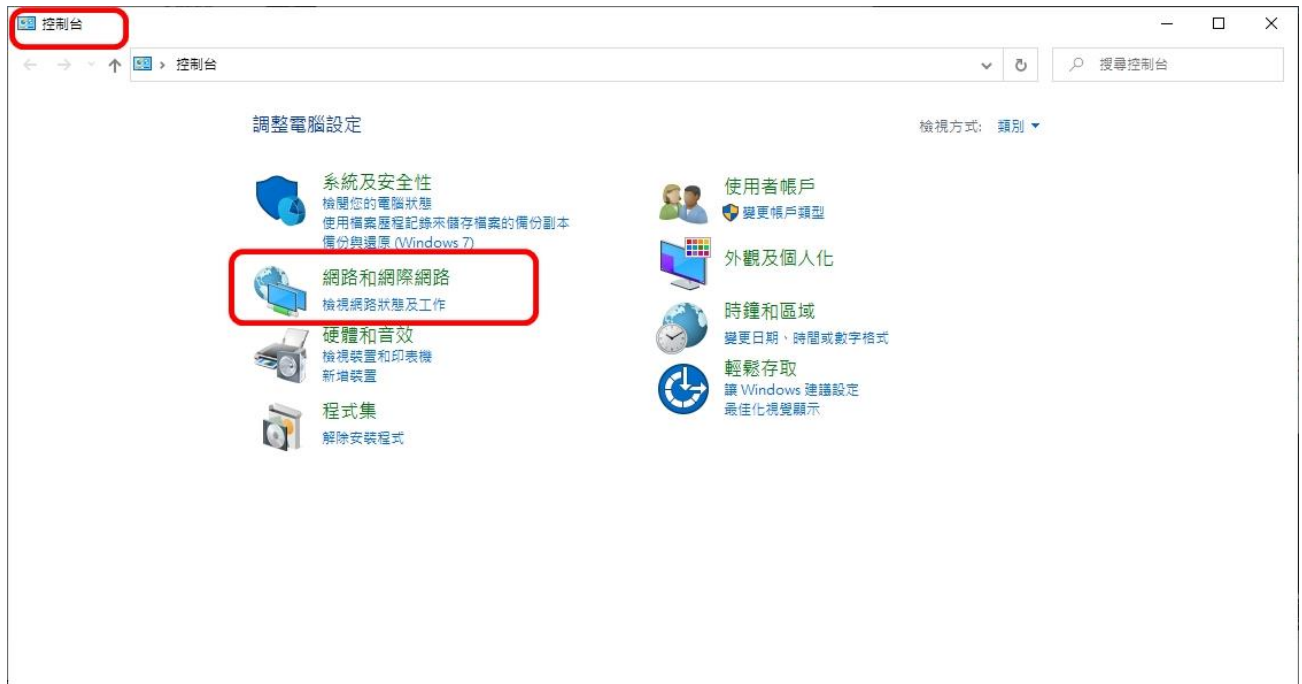 控制台
控制台
搜尋控制台
調整電腦設定
檢視方式: 類別
系統及安全性
檢閱您的電腦狀態
使用檔案歷程記錄來儲存檔案的備份副本
備份與還原 (Windows 7)
網路和網際網路
檢視網路狀態及工作
硬體和音效
檢視裝置和印表機
新增裝置
程式集
解除安裝程式
使用者帳戶
變更帳戶類型
外觀及個人化
時鐘和區域
變更日期、時間或數字格式
輕鬆存取
讓 Windows 建議設定
最佳化視覺顯示